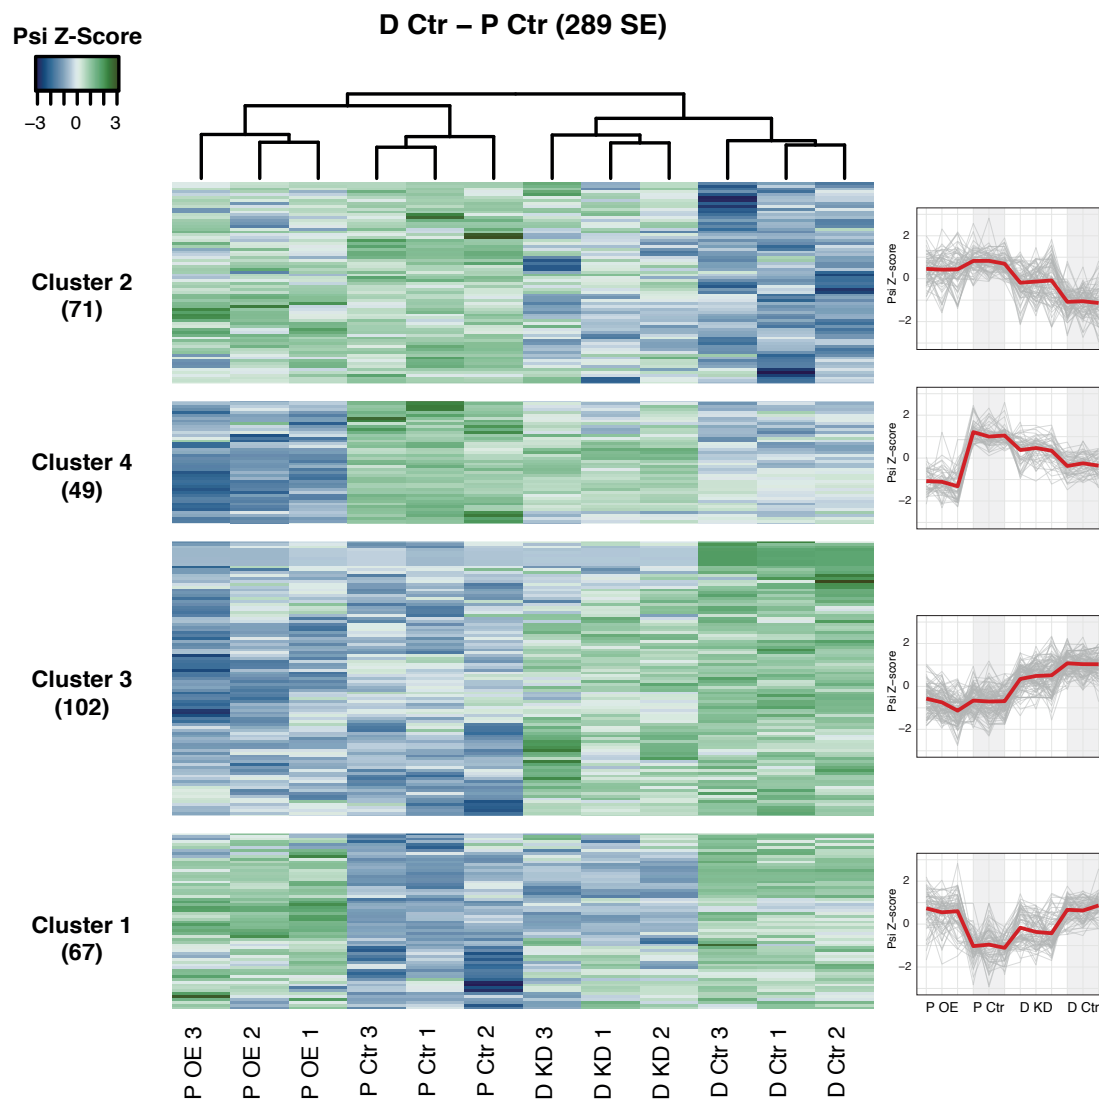 D Ctr – P Ctr (289 SE)
Psi Z-Score
−3 0 3
Cluster 2
(71)
Psi Z−score
2
0
−2
Cluster 4
(49)
Psi Z−score
2
0
−2
Cluster 3
(102)
Psi Z−score
2
0
−2
Cluster 1
(67)
Psi Z−score
2
0
−2
P OE P Ctr D KD D Ctr
P OE 3
P OE 2
P OE 1
P Ctr 3
P Ctr 1
P Ctr 2
D KD 3
D KD 1
D KD 2
D Ctr 3
D Ctr 1
D Ctr 2